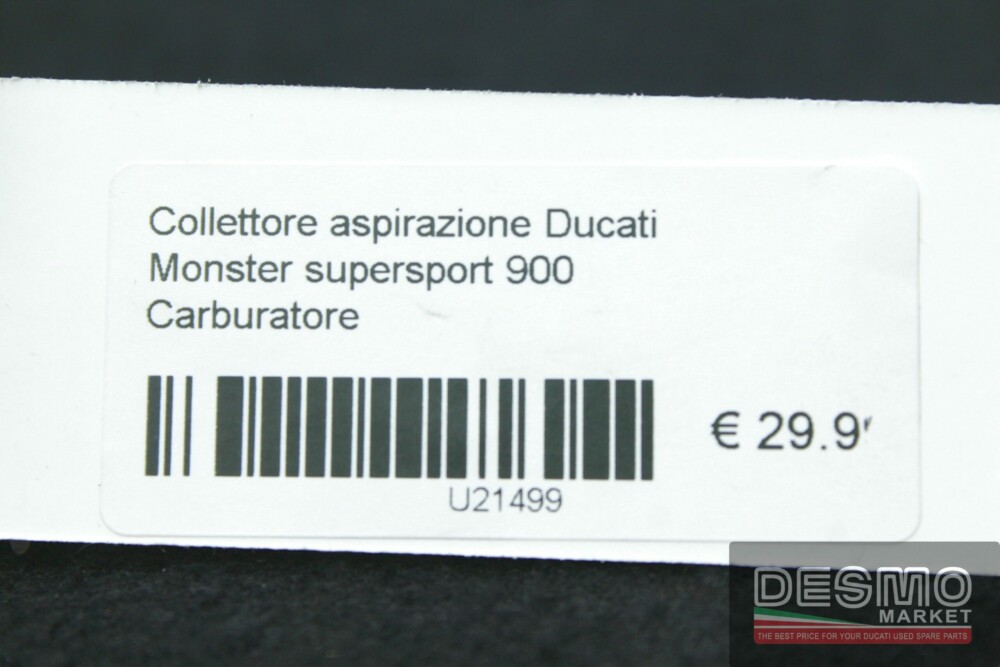 Collettore aspirazione Ducati
Monster supersport 900
Carburatore
€ 29.9
U21499
DESMO
MARKET
THE BEST PRICE FOR YOUR DUCATI USED SPARE PARTS